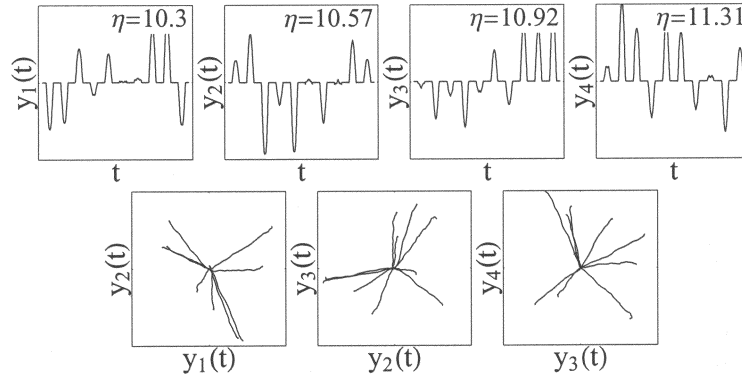 η=10.3
y1(t)
t
η=10.57
y2(t)
t
η=10.92
y3(t)
t
η=11.31
y4(t)
t
y2(t)
y1(t)
y3(t)
y2(t)
y4(t)
y3(t)